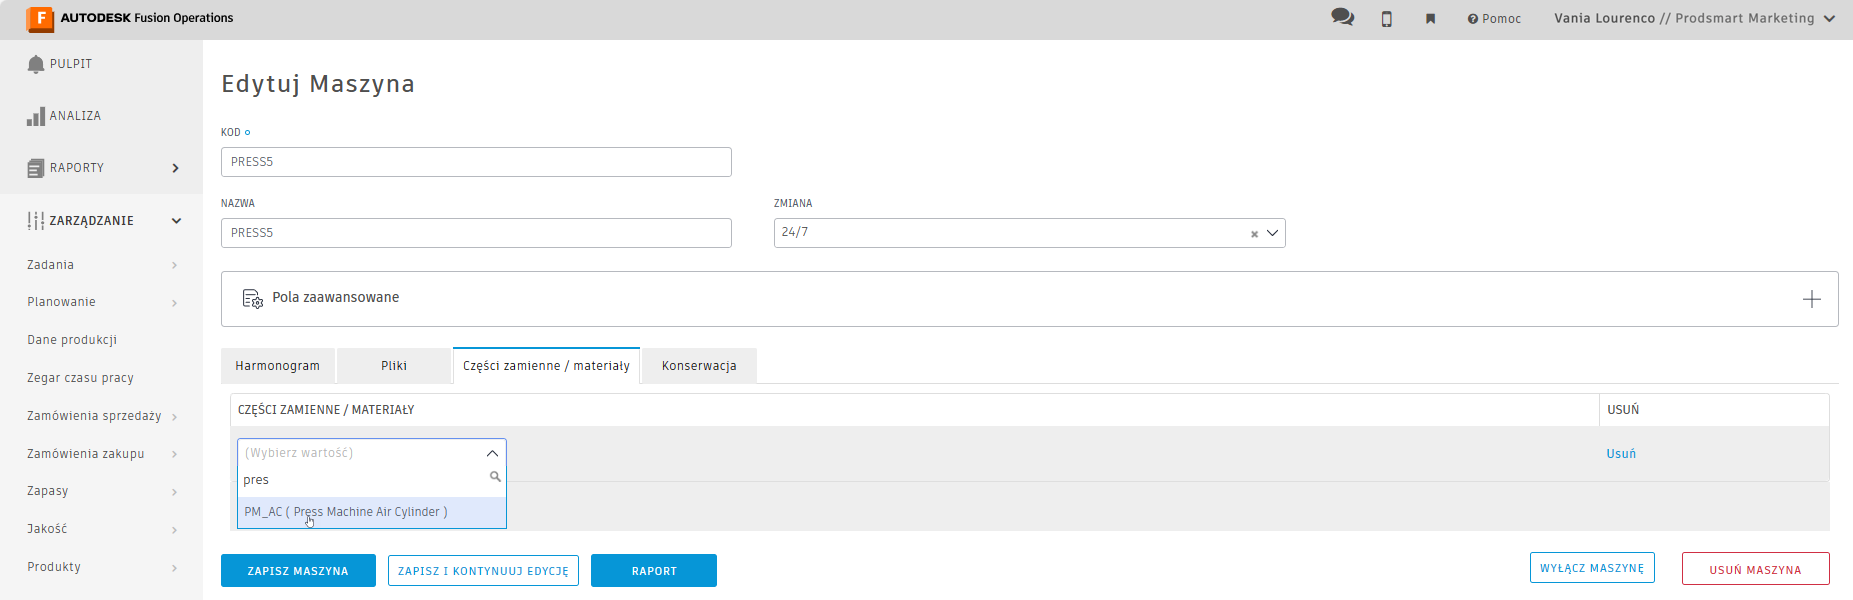 AUTODESK Fusion Operations
Pomoc
Vania Lourenco // Prodsmart Marketing
PULPIT
ANALIZA
RAPORTY
ZARZĄDZANIE
Zadania
Planowanie
Dane produkcji
Zegar czasu pracy
Zamówienia sprzedaży
Zamówienia zakupu
Zapasy
Jakość
Produkty
Edytuj Maszyna
KOD
PRESS5
NAZWA
PRESS5
ZMIANA
24/7
Pola zaawansowane
Harmonogram
Pliki
Części zamienne / materiały
Konserwacja
CZĘŚCI ZAMIENNE / MATERIAŁY
USUŃ
(Wybierz wartość)
Usuń
pres
PM_AC ( Press Machine Air Cylinder )
ZAPISZ MASZYNA
ZAPISZ I KONTYNUUJ EDYCJĘ
RAPORT
WYŁĄCZ MASZYNĘ
USUŃ MASZYNA